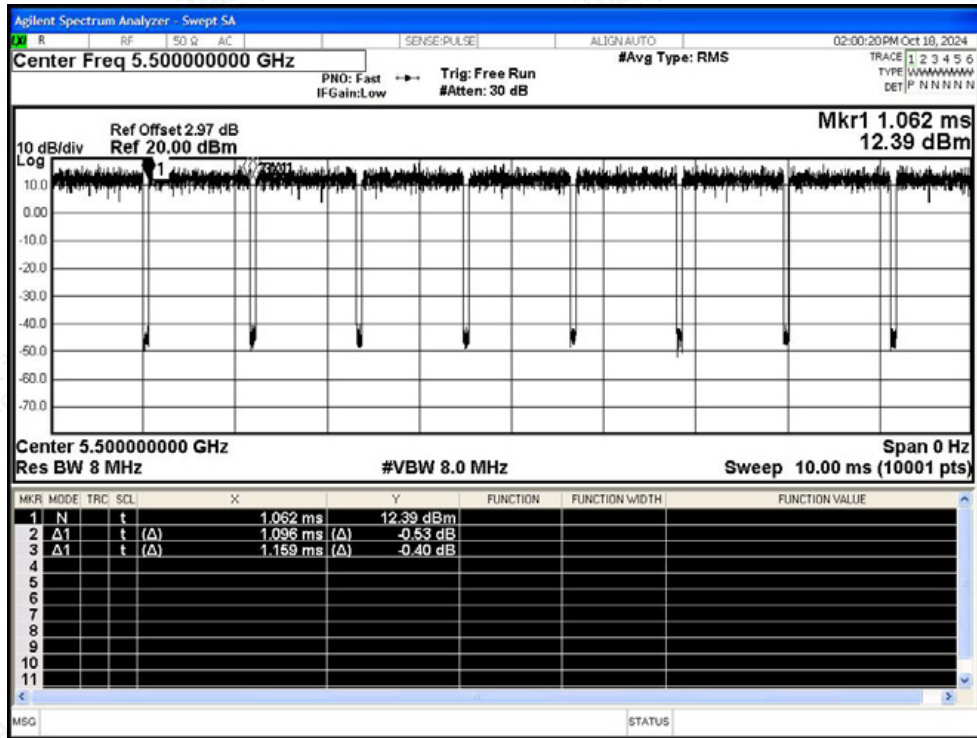 Agilent Spectrum Analyzer - Swept SA
R RF 50 Ω AC SENSE:PULSE ALIGN AUTO 02:00:20 PM Oct 18, 2024
Center Freq 5.500000000 GHz #Avg Type: RMS TRACE 1 2 3 4 5 6
PNO: Fast Trig: Free Run TYPE WWWWWW
IFGain:Low #Atten: 30 dB DET P N N N N N
Mkr1 1.062 ms
Ref Offset 2.97 dB
10 dB/div Ref 20.00 dBm 12.39 dBm
Log
1
10.0
0.00
-10.0
-20.0
-30.0
-40.0
-50.0
-60.0
-70.0
Center 5.500000000 GHz Span 0 Hz
Res BW 8 MHz #VBW 8.0 MHz Sweep 10.00 ms (10001 pts)
MKR MODE TRC SCL X Y FUNCTION FUNCTION WIDTH FUNCTION VALUE
1 N t 1.062 ms 12.39 dBm
2 Δ1 t (Δ) 1.096 ms (Δ) -0.53 dB
3 Δ1 t (Δ) 1.159 ms (Δ) -0.40 dB
4
5
6
7
8
9
10
11
MSG STATUS